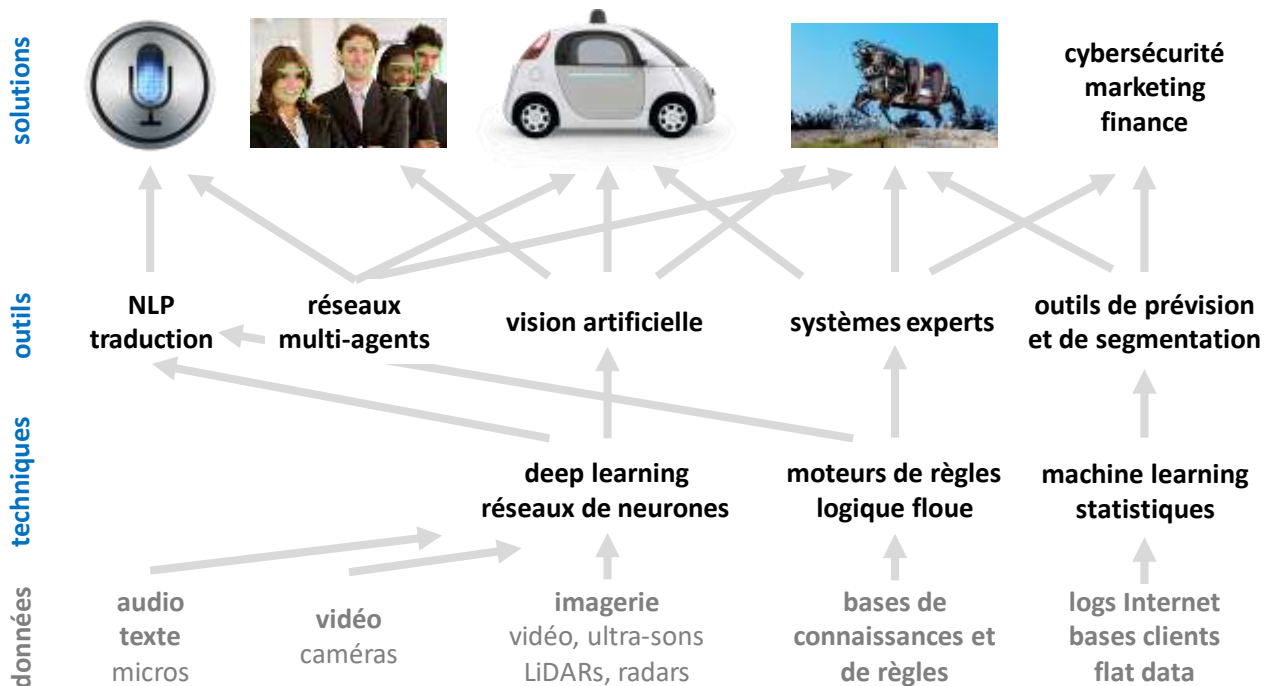 solutions
cybersécurité
marketing
finance
outils
NLP
traduction
réseaux
multi-agents
vision artificielle
systèmes experts
outils de prévision
et de segmentation
techniques
deep learning
réseaux de neurones
moteurs de règles
logique floue
machine learning
statistiques
données
audio
texte
micros
vidéo
caméras
imagerie
vidéo, ultra-sons
LiDARs, radars
bases de
connaissances et
de règles
logs Internet
bases clients
flat data